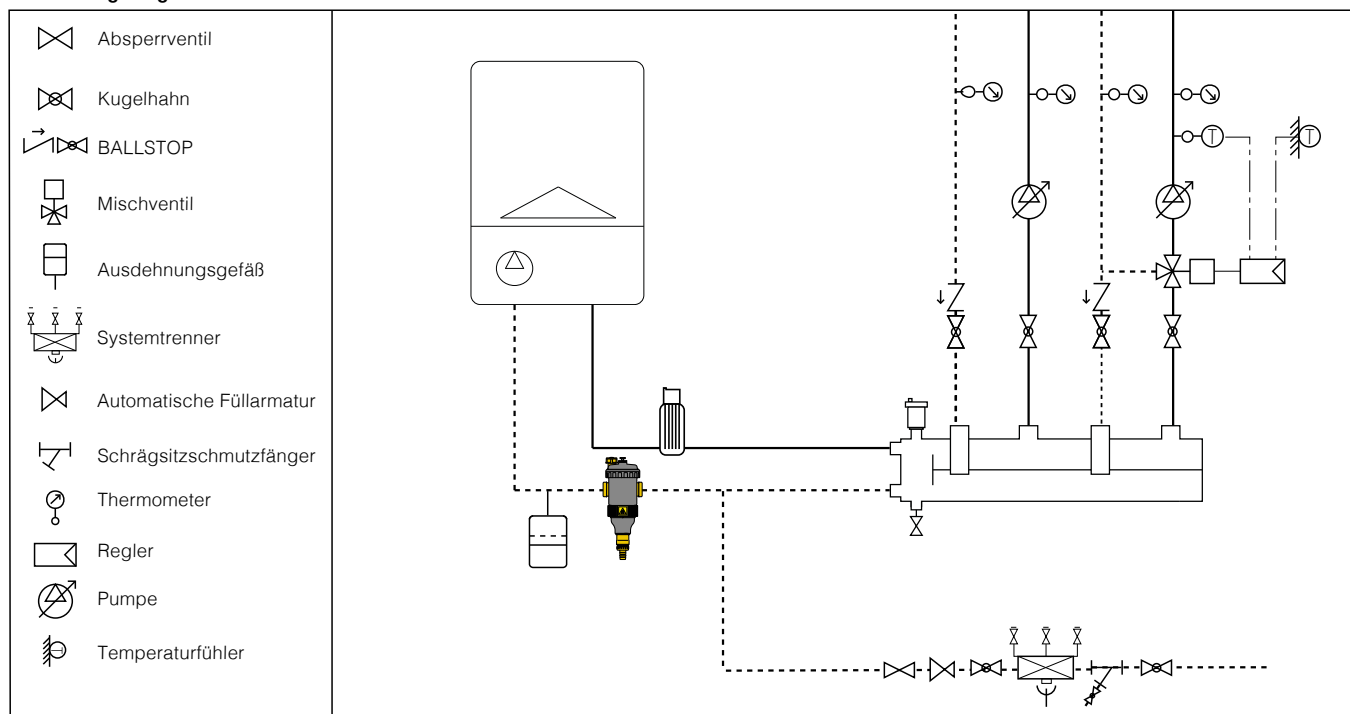 Absperrventil
Kugelhahn
BALLSTOP
Mischventil
Ausdehnungsgefäß
Systemtrenner
Automatische Füllarmatur
Schrägsitzschmutzfänger
Thermometer
Regler
Pumpe
Temperaturfühler
T
T